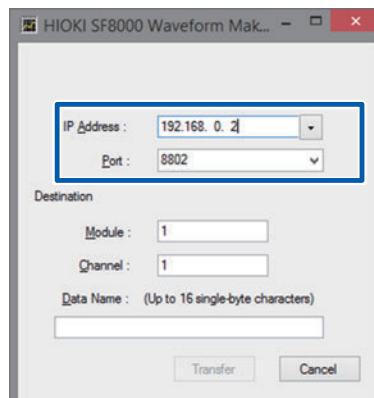 HIOKI SF8000 Waveform Mak...
IP Address : 192.168. 0. 2
Port : 8802
Destination
Module : 1
Channel : 1
Data Name : (Up to 16 single-byte characters)
Transfer Cancel